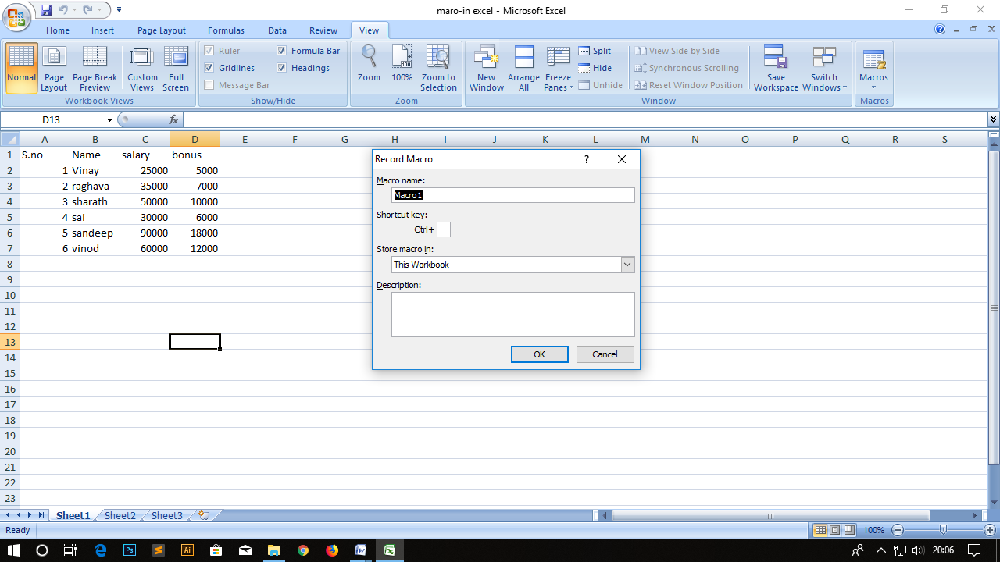 maro-in excel - Microsoft Excel
Home Insert Page Layout Formulas Data Review View
Normal Page Layout Page Break Preview Custom Views Full Screen
Workbook Views
Ruler Formula Bar
Gridlines Headings
Message Bar
Show/Hide
Zoom 100% Zoom to Selection
Zoom
New Window Arrange All Freeze Panes
Split
Hide
Unhide
View Side by Side
Synchronous Scrolling
Reset Window Position
Save Workspace Switch Windows
Window
Macros
Macros
D13 fx
A B C D E F G H I J K L M N O P Q R S
1 S.no Name salary bonus
2 1 Vinay 25000 5000
3 2 raghava 35000 7000
4 3 sharath 50000 10000
5 4 sai 30000 6000
6 5 sandeep 90000 18000
7 6 vinod 60000 12000
8
9
10
11
12
13
14
15
16
17
18
19
20
21
22
23
Record Macro ?
Macro name:
Macro1
Shortcut key:
Ctrl+
Store macro in:
This Workbook
Description:
OK Cancel
Sheet1 Sheet2 Sheet3
Ready 100%
Ps Ai 20:06